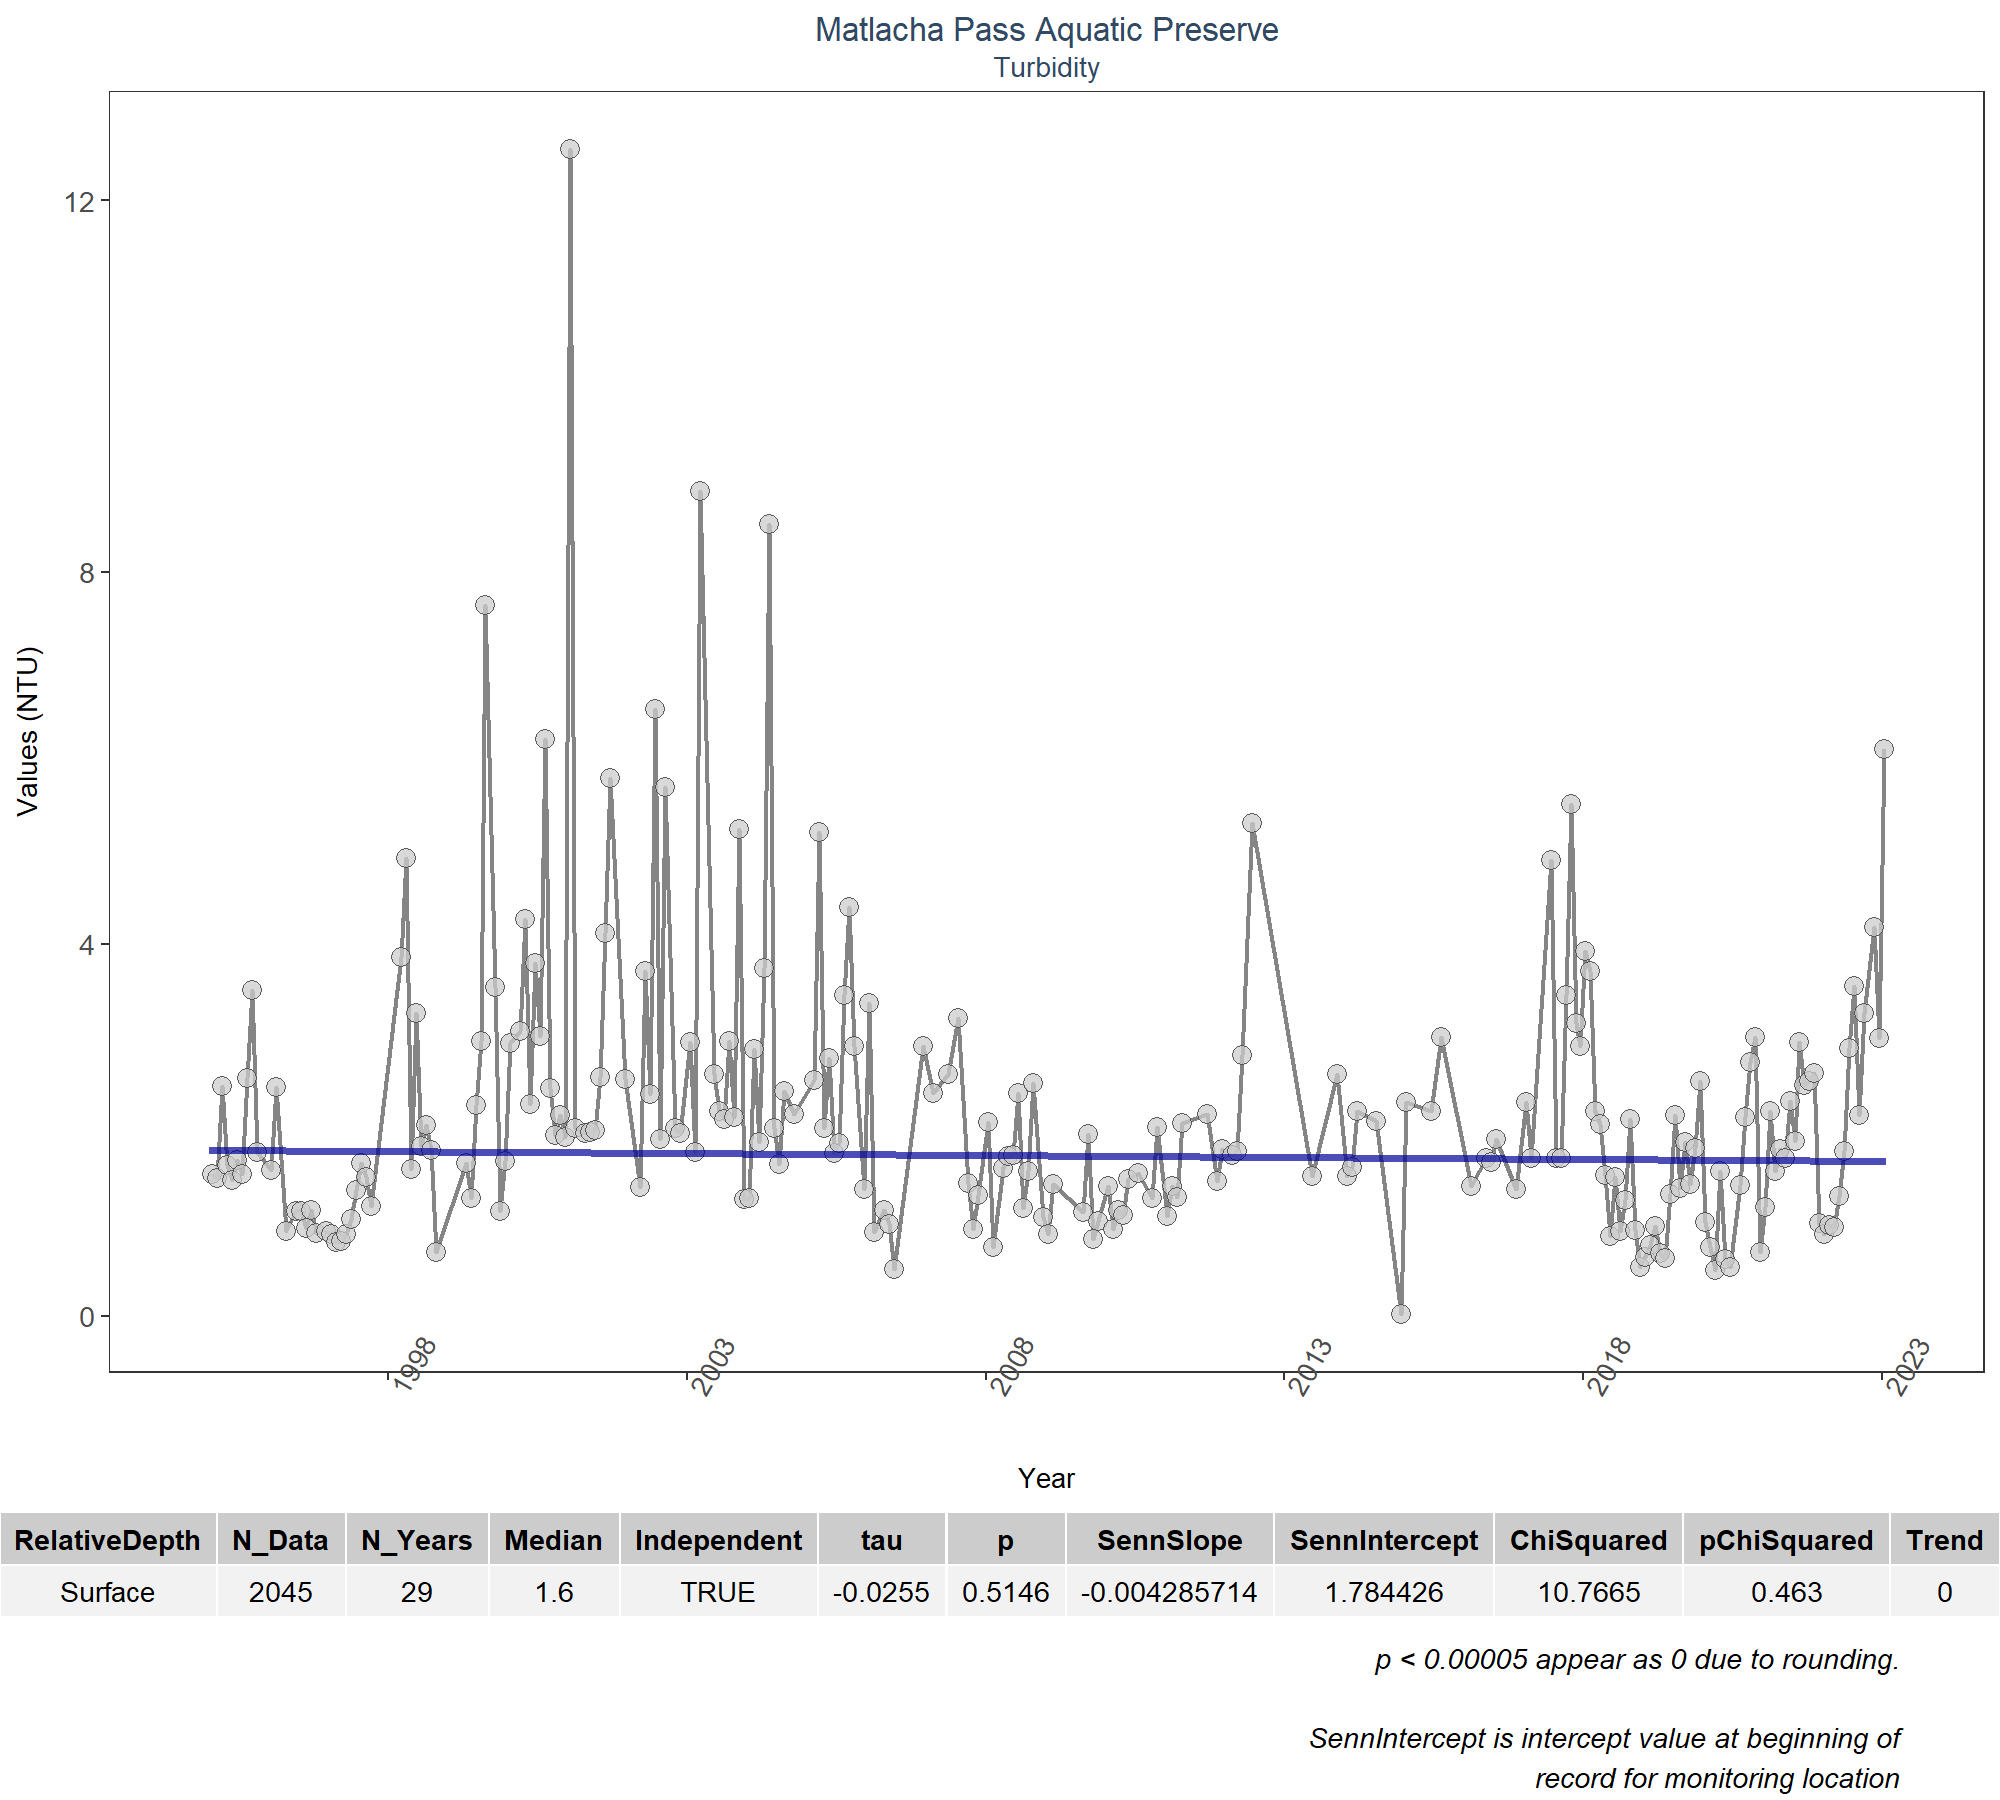 Matlacha Pass Aquatic Preserve
Turbidity
12
8
4
0
Values (NTU)
1998 2003 2008 2013 2018 2023
Year
RelativeDepth N_Data N_Years Median Independent tau p SennSlope SennIntercept ChiSquared pChiSquared Trend
Surface 2045 29 1.6 TRUE -0.0255 0.5146 -0.004285714 1.784426 10.7665 0.463 0
p < 0.00005 appear as 0 due to rounding.
SennIntercept is intercept value at beginning of
record for monitoring location